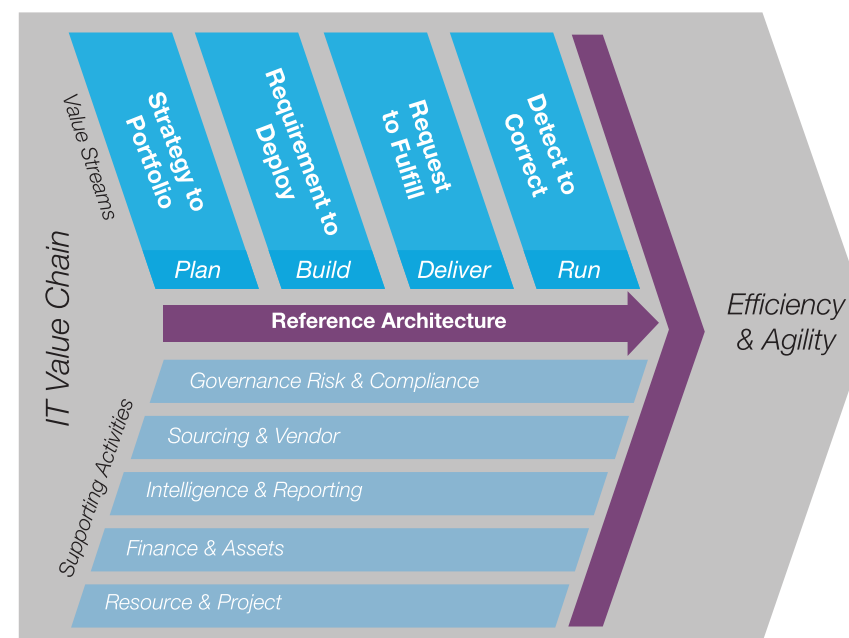 IT Value Chain
Value Streams
Strategy to
Portfolio
Plan
Requirement to
Deploy
Build
Request
to Fulfill
Deliver
Detect to
Correct
Run
Reference Architecture
Efficiency
& Agility
Supporting Activities
Governance Risk & Compliance
Sourcing & Vendor
Intelligence & Reporting
Finance & Assets
Resource & Project